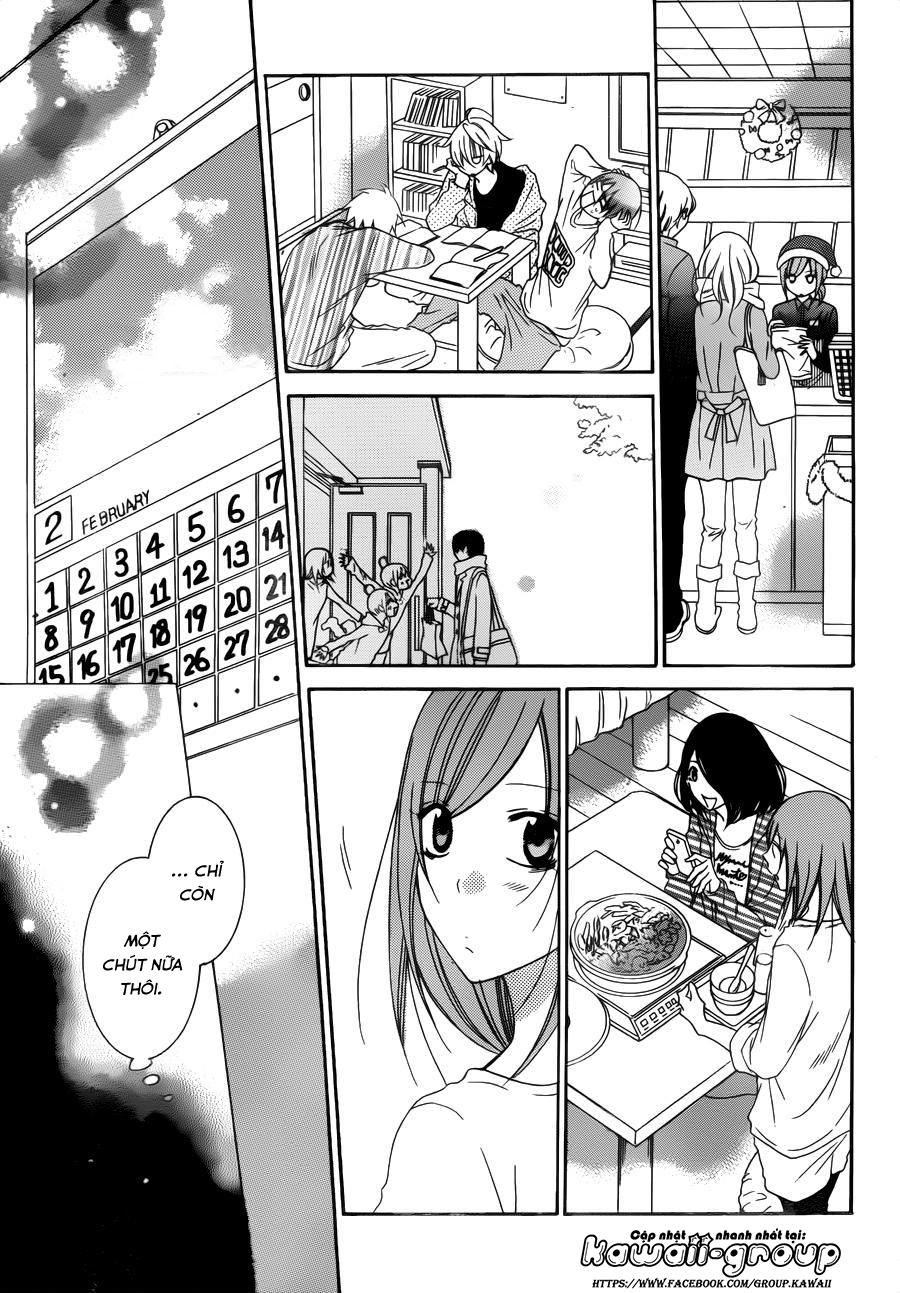 2 FEBRUARY
1 2 3 4 5 6 7
8 9 10 11 12 13 14
15 16 17 18 19 20 21
25 26 27 28
... CHỈ
CÒN
MỘT
CHÚT NỮA
THÔI.
Cập nhật nhanh nhất tại:
kawaii-group
HTTPS://WWW.FACEBOOK.COM/GROUP.KAWAII